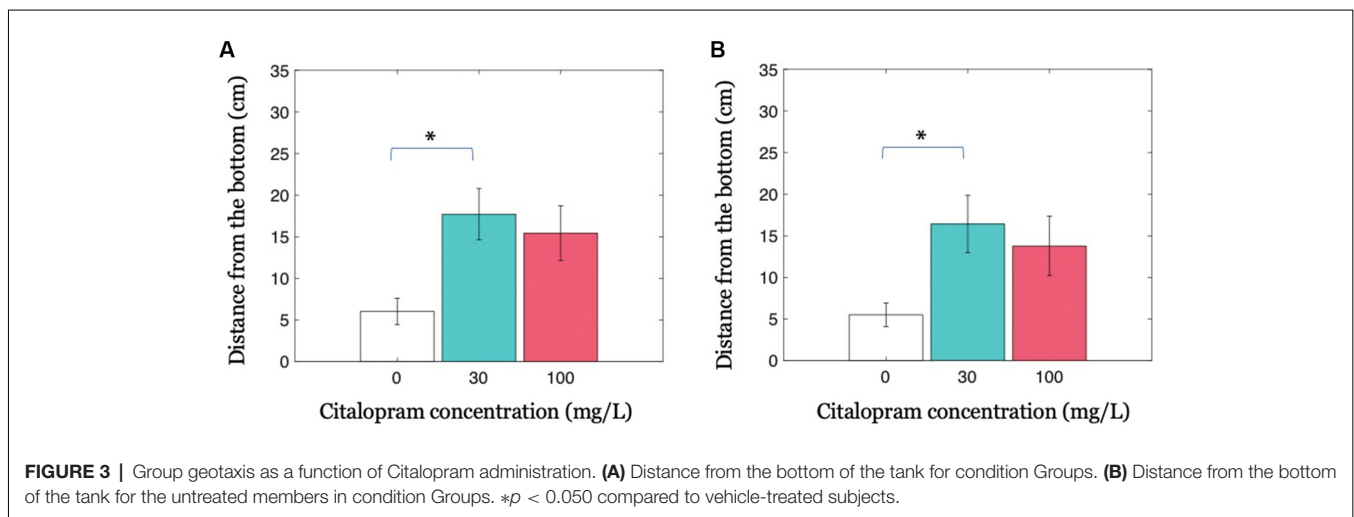 A
B
35
30
25
20
15
10
5
0
*
Distance from the bottom (cm)
0 30 100
Citalopram concentration (mg/L)
35
30
25
20
15
10
5
0
*
Distance from the bottom (cm)
0 30 100
Citalopram concentration (mg/L)
FIGURE 3 | Group geotaxis as a function of Citalopram administration. (A) Distance from the bottom of the tank for condition Groups. (B) Distance from the bottom
of the tank for the untreated members in condition Groups. *p < 0.050 compared to vehicle-treated subjects.